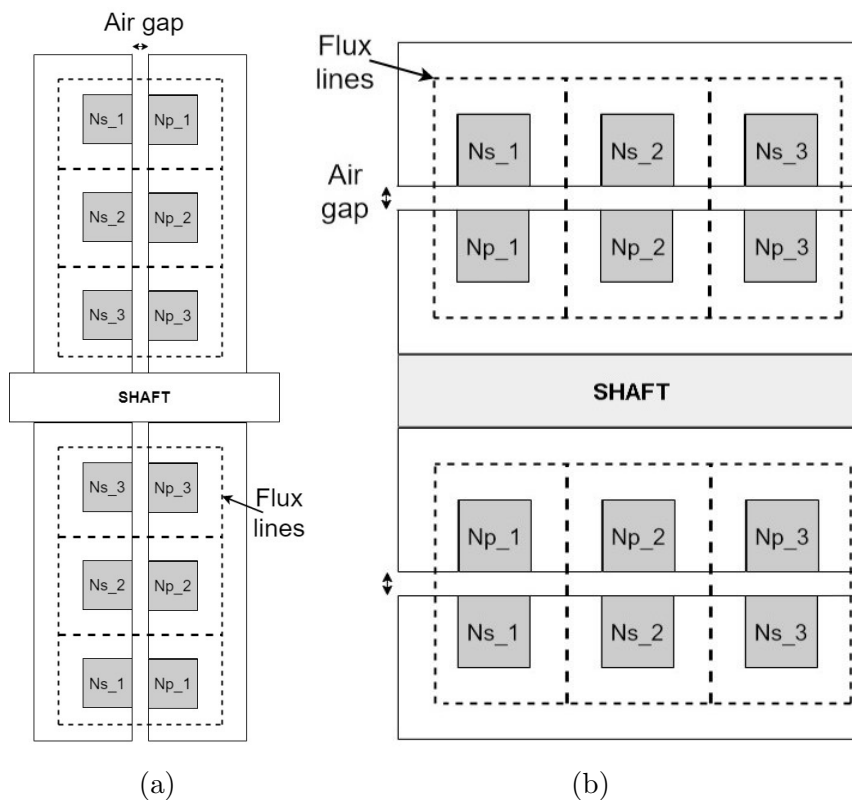 Air gap
Ns_1 Np_1
Ns_2 Np_2
Ns_3 Np_3
SHAFT
Ns_3 Np_3
Ns_2 Np_2
Ns_1 Np_1
Flux
lines
(a)
Flux
lines
Ns_1 Ns_2 Ns_3
Air
gap
Np_1 Np_2 Np_3
SHAFT
Np_1 Np_2 Np_3
Ns_1 Ns_2 Ns_3
(b)